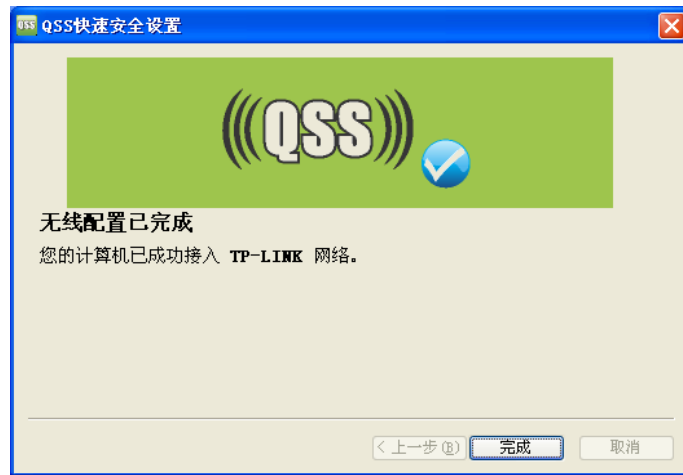 QSS QSS快速安全设置
(((QSS)))
无线配置已完成
您的计算机已成功接入 TP-LINK 网络。
< 上一步(B) 完成 取消